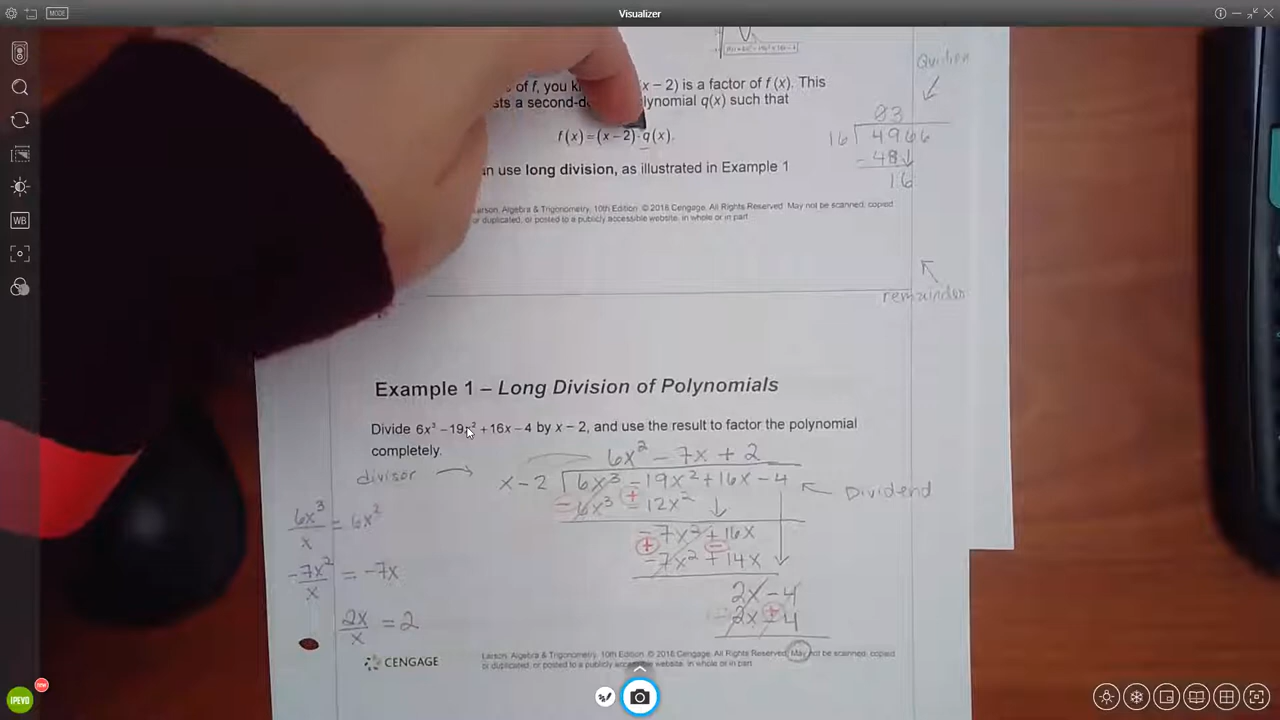 MODE
Visualizer
of f, you k x – 2) is a factor of f (x). This
sts a second-de lynomial q(x) such that
f(x) = (x–2)·q(x).
an use long division, as illustrated in Example 1
Larson, Algebra & Trigonometry, 10th Edition. © 2018 Cengage. All Rights Reserved. May not be scanned, copied
or duplicated, or posted to a publicly accessible website, in whole or in part.
03
16 4966
- 48↓
16
remainder
Example 1 – Long Division of Polynomials
Divide 6x³ – 19x² + 16x – 4 by x – 2, and use the result to factor the polynomial
completely.
6x² - 7x + 2
divisor
x - 2 6x³ - 19x² + 16x - 4
Dividend
- 6x³ + - 12x²
- 7x² + 16x
+ -
- 7x² + 14x
2x - 4
- 2x + - 4
6x³/x = 6x²
-7x²/x = -7x
2x/x = 2
CENGAGE
Larson, Algebra & Trigonometry, 10th Edition. © 2018 Cengage. All Rights Reserved. May not be scanned, copied
or duplicated, or posted to a publicly accessible website, in whole or in part.
WB
IPEVO
new